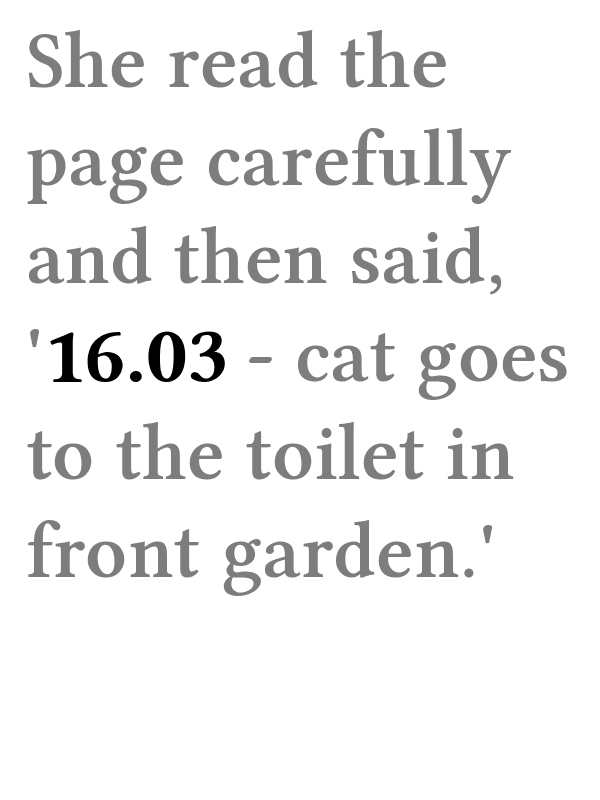 She read the
page carefully
and then said,
'16.03 - cat goes
to the toilet in
front garden.'